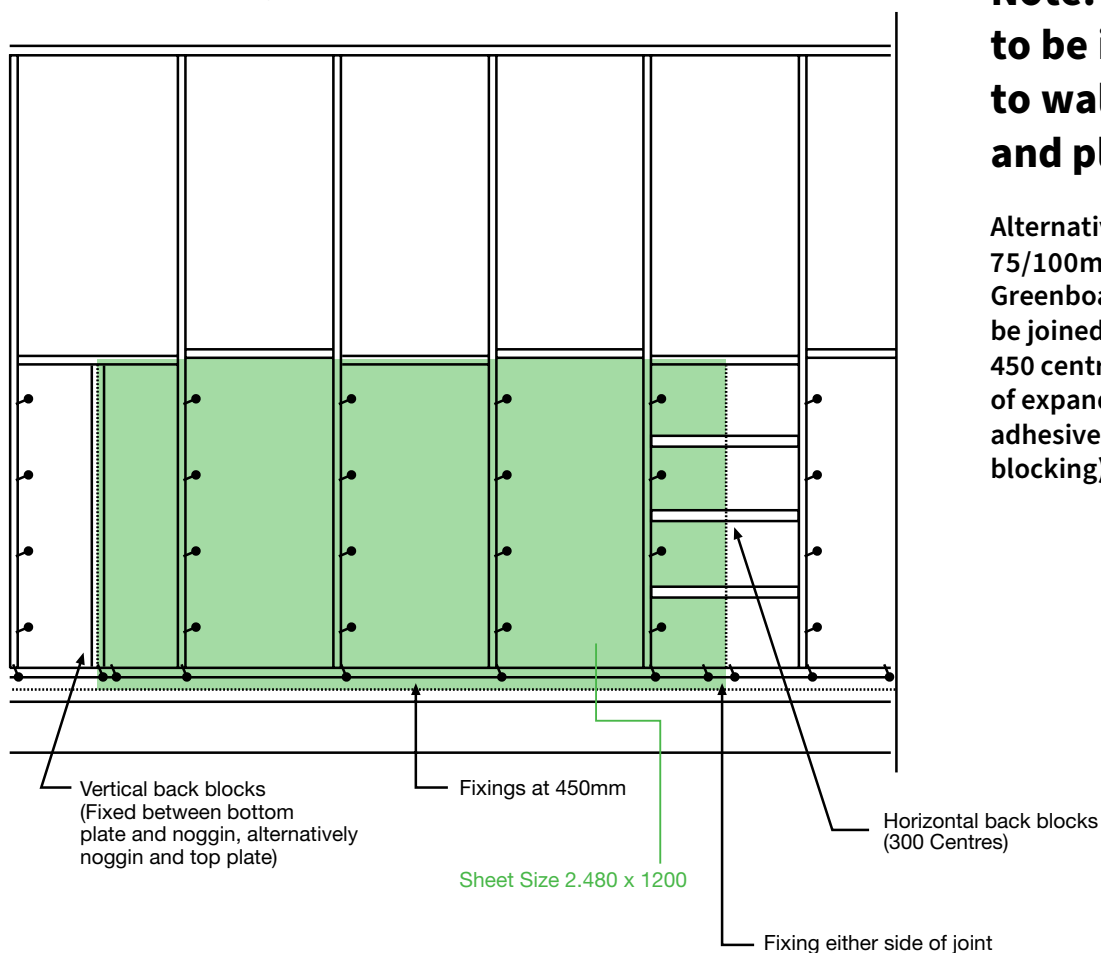 Note:
to be i
to wal
and pl
Alternativ
75/100m
Greenboa
be joined
450 centr
of expand
adhesive
blocking)
Vertical back blocks
(Fixed between bottom
plate and noggin, alternatively
noggin and top plate)
Fixings at 450mm
Sheet Size 2.480 x 1200
Horizontal back blocks
(300 Centres)
Fixing either side of joint